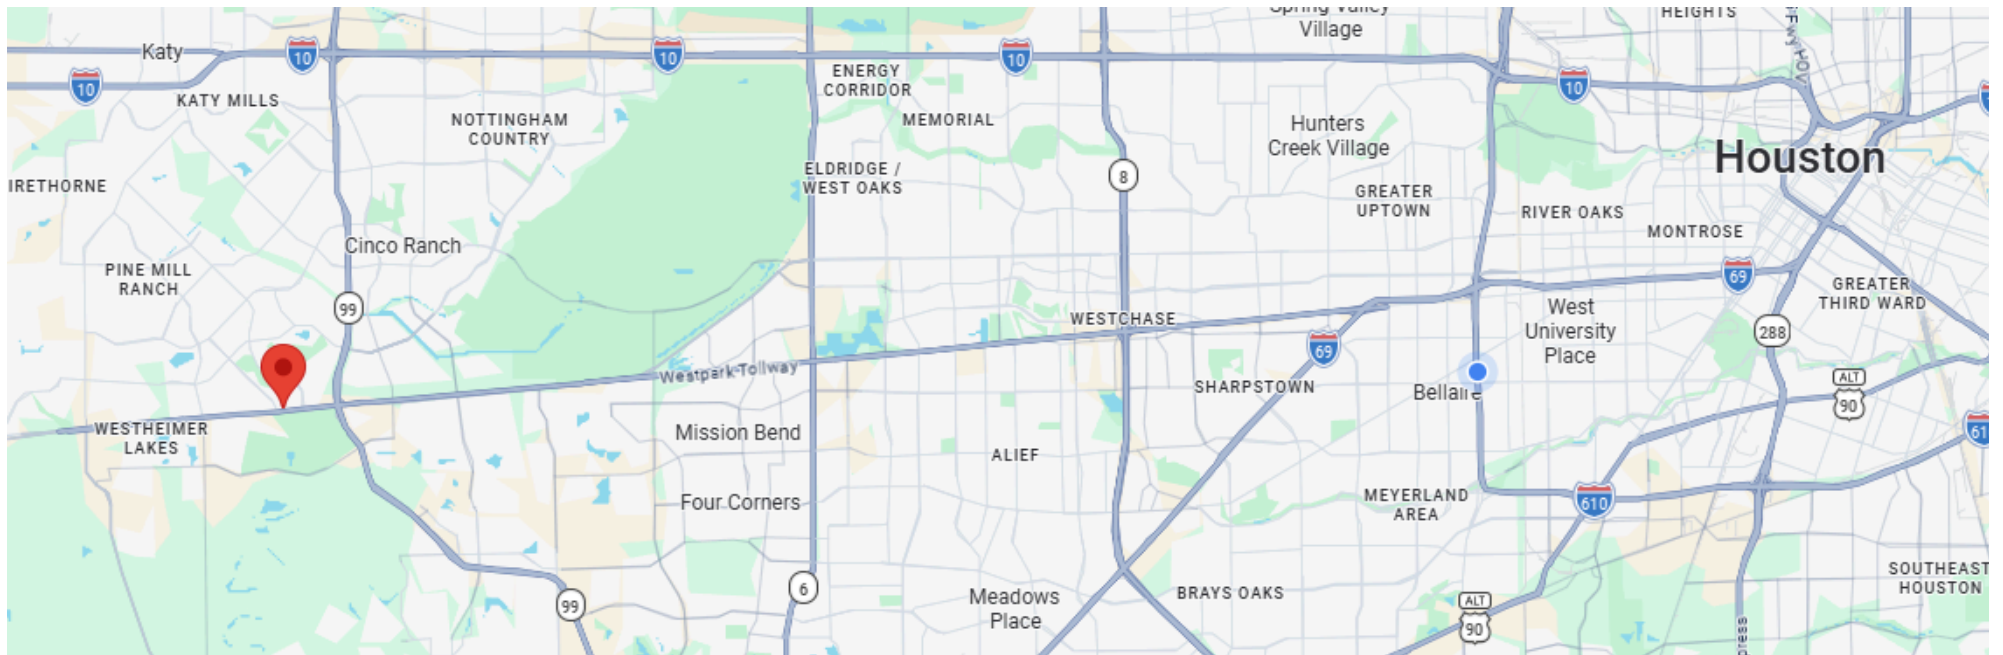 Spring Valley
Village
HEIGHTS
Katy
10
10
10
10
10
KATY MILLS
ENERGY
CORRIDOR
NOTTINGHAM
COUNTRY
MEMORIAL
Hunters
Creek Village
Houston
IRETHORNE
ELDRIDGE /
WEST OAKS
8
GREATER
UPTOWN
RIVER OAKS
MONTROSE
Cinco Ranch
PINE MILL
RANCH
99
69
GREATER
THIRD WARD
WESTCHASE
West
University
Place
69
288
Westpark Tollway
SHARPSTOWN
Bellaire
ALT
90
WESTHEIMER
LAKES
Mission Bend
ALIEF
61
Four Corners
MEYERLAND
AREA
610
99
6
Meadows
Place
BRAYS OAKS
ALT
90
SOUTHEAST
HOUSTON